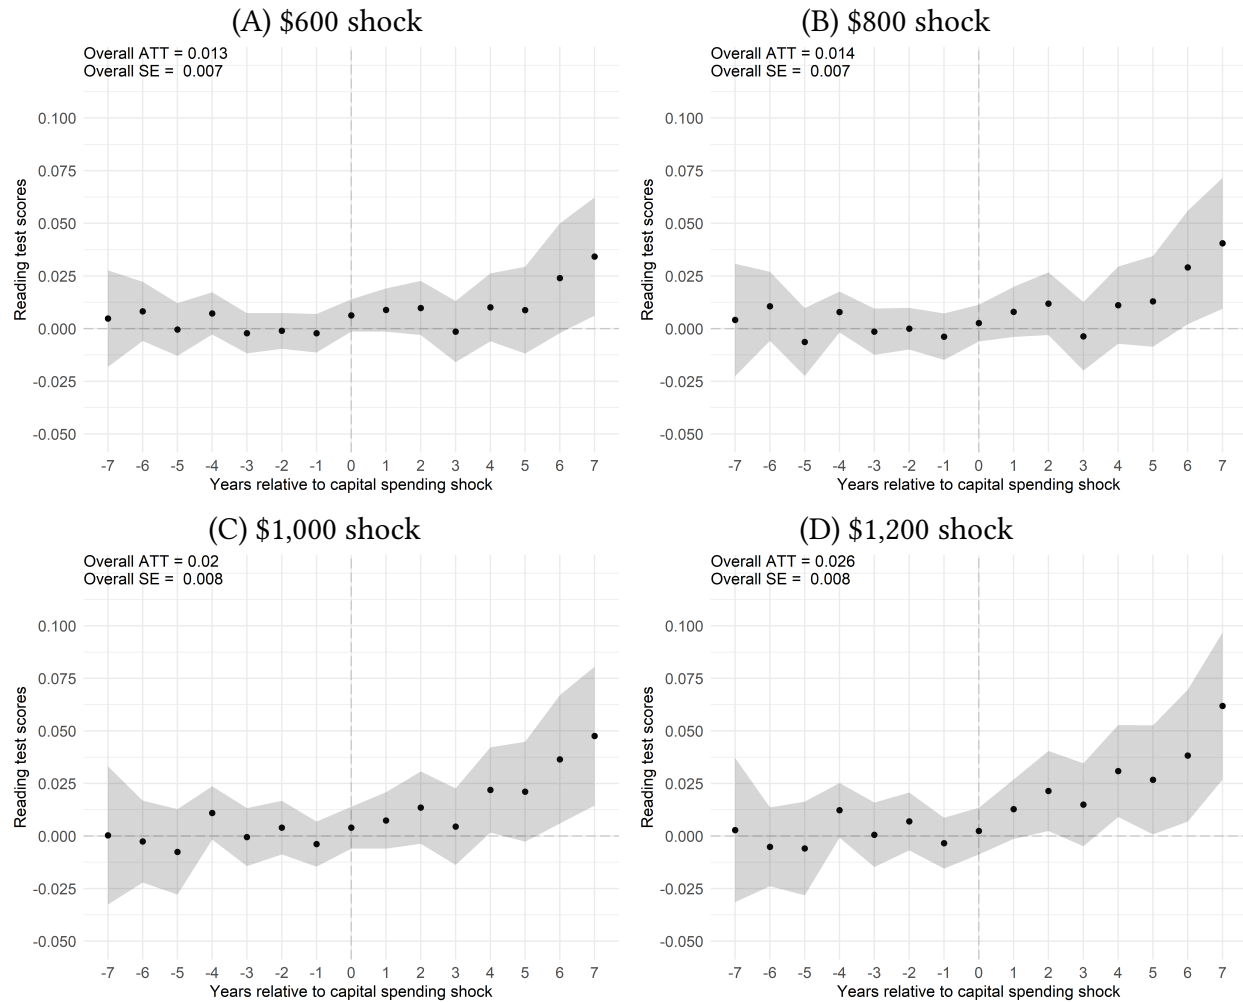 (A) $600 shock
Overall ATT = 0.013
Overall SE = 0.007
Reading test scores
0.100
0.075
0.050
0.025
0.000
-0.025
-0.050
-7 -6 -5 -4 -3 -2 -1 0 1 2 3 4 5 6 7
Years relative to capital spending shock
(B) $800 shock
Overall ATT = 0.014
Overall SE = 0.007
Reading test scores
0.100
0.075
0.050
0.025
0.000
-0.025
-0.050
-7 -6 -5 -4 -3 -2 -1 0 1 2 3 4 5 6 7
Years relative to capital spending shock
(C) $1,000 shock
Overall ATT = 0.02
Overall SE = 0.008
Reading test scores
0.100
0.075
0.050
0.025
0.000
-0.025
-0.050
-7 -6 -5 -4 -3 -2 -1 0 1 2 3 4 5 6 7
Years relative to capital spending shock
(D) $1,200 shock
Overall ATT = 0.026
Overall SE = 0.008
Reading test scores
0.100
0.075
0.050
0.025
0.000
-0.025
-0.050
-7 -6 -5 -4 -3 -2 -1 0 1 2 3 4 5 6 7
Years relative to capital spending shock